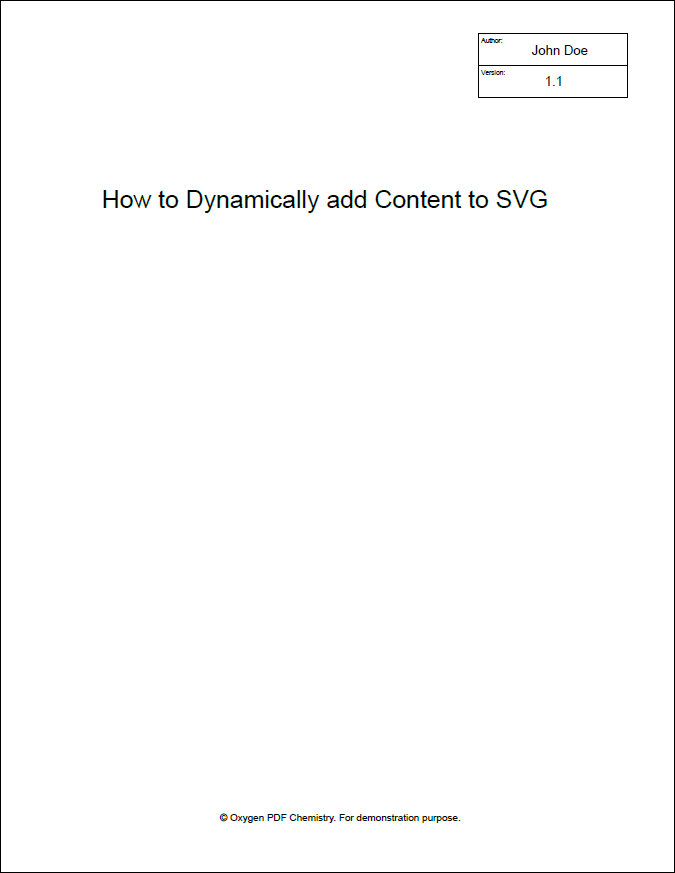 Author:
John Doe
Version:
1.1
How to Dynamically add Content to SVG
© Oxygen PDF Chemistry. For demonstration purpose.